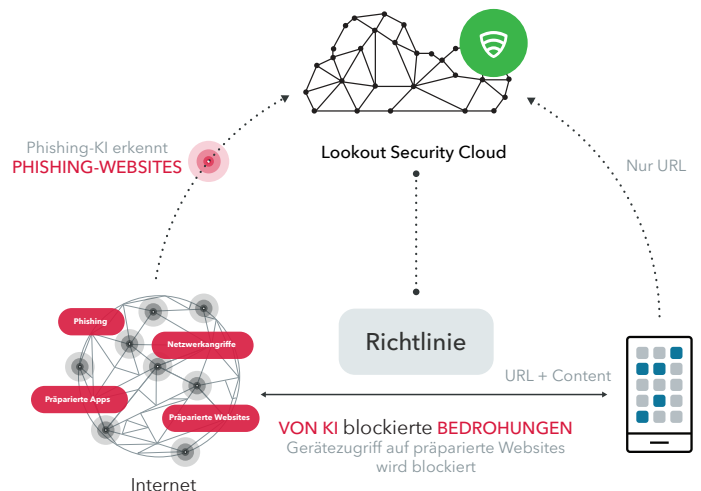 Lookout Security Cloud
Phishing-KI erkennt
PHISHING-WEBSITES
Nur URL
Phishing
Netzwerkangriffe
Präparierte Apps
Präparierte Websites
Internet
Richtlinie
URL + Content
VON KI blockierte BEDROHUNGEN
Gerätezugriff auf präparierte Websites
wird blockiert